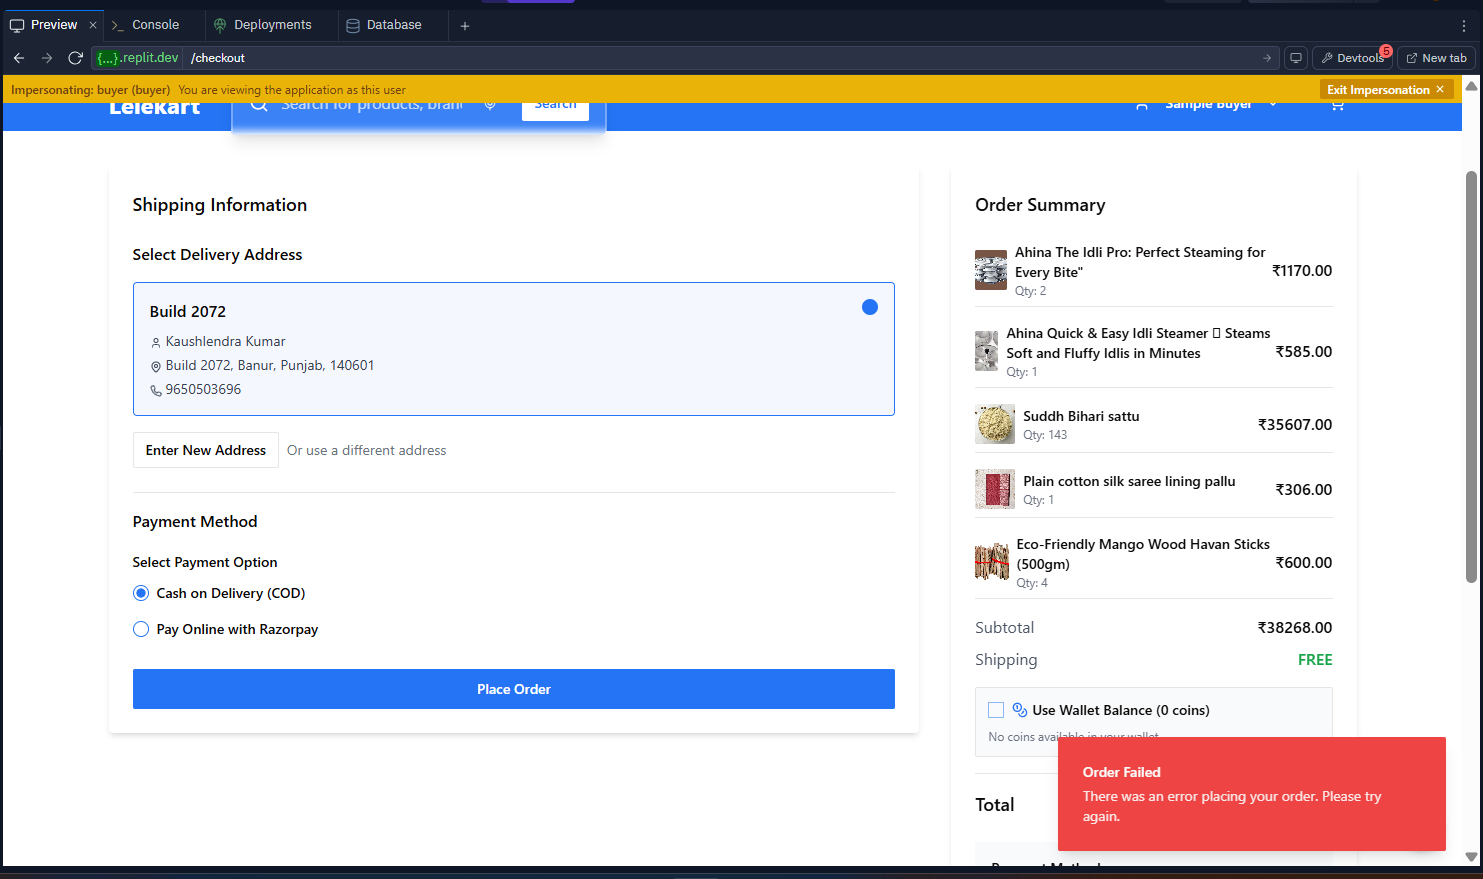 Preview
Console
Deployments
Database
{...}.replit.dev /checkout
Devtools
5
New tab
Impersonating: buyer (buyer) You are viewing the application as this user
Exit Impersonation
Lelekart
Search for products, bran
Search
Sample Buyer
Shipping Information
Select Delivery Address
Build 2072
Kaushlendra Kumar
Build 2072, Banur, Punjab, 140601
9650503696
Enter New Address
Or use a different address
Payment Method
Select Payment Option
Cash on Delivery (COD)
Pay Online with Razorpay
Place Order
Order Summary
Ahina The Idli Pro: Perfect Steaming for
Every Bite"
Qty: 2
₹1170.00
Ahina Quick & Easy Idli Steamer Steams
Soft and Fluffy Idlis in Minutes
Qty: 1
₹585.00
Suddh Bihari sattu
Qty: 143
₹35607.00
Plain cotton silk saree lining pallu
Qty: 1
₹306.00
Eco-Friendly Mango Wood Havan Sticks
(500gm)
Qty: 4
₹600.00
Subtotal
₹38268.00
Shipping
FREE
Use Wallet Balance (0 coins)
No coins available in your wallet
Total
Order Failed
There was an error placing your order. Please try
again.